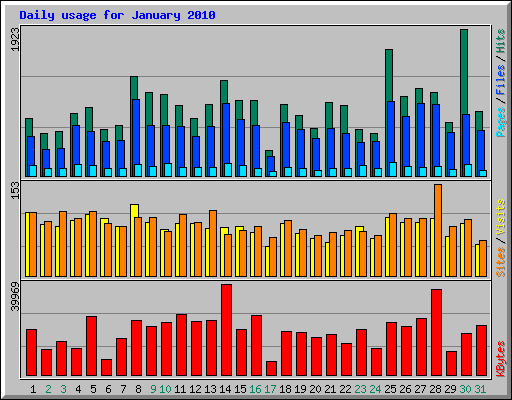 Daily usage for January 2010
1923
Pages / Files / Hits
153
Sites / Visits
39969
KBytes
1 2 3 4 5 6 7 8 9 10 11 12 13 14 15 16 17 18 19 20 21 22 23 24 25 26 27 28 29 30 31